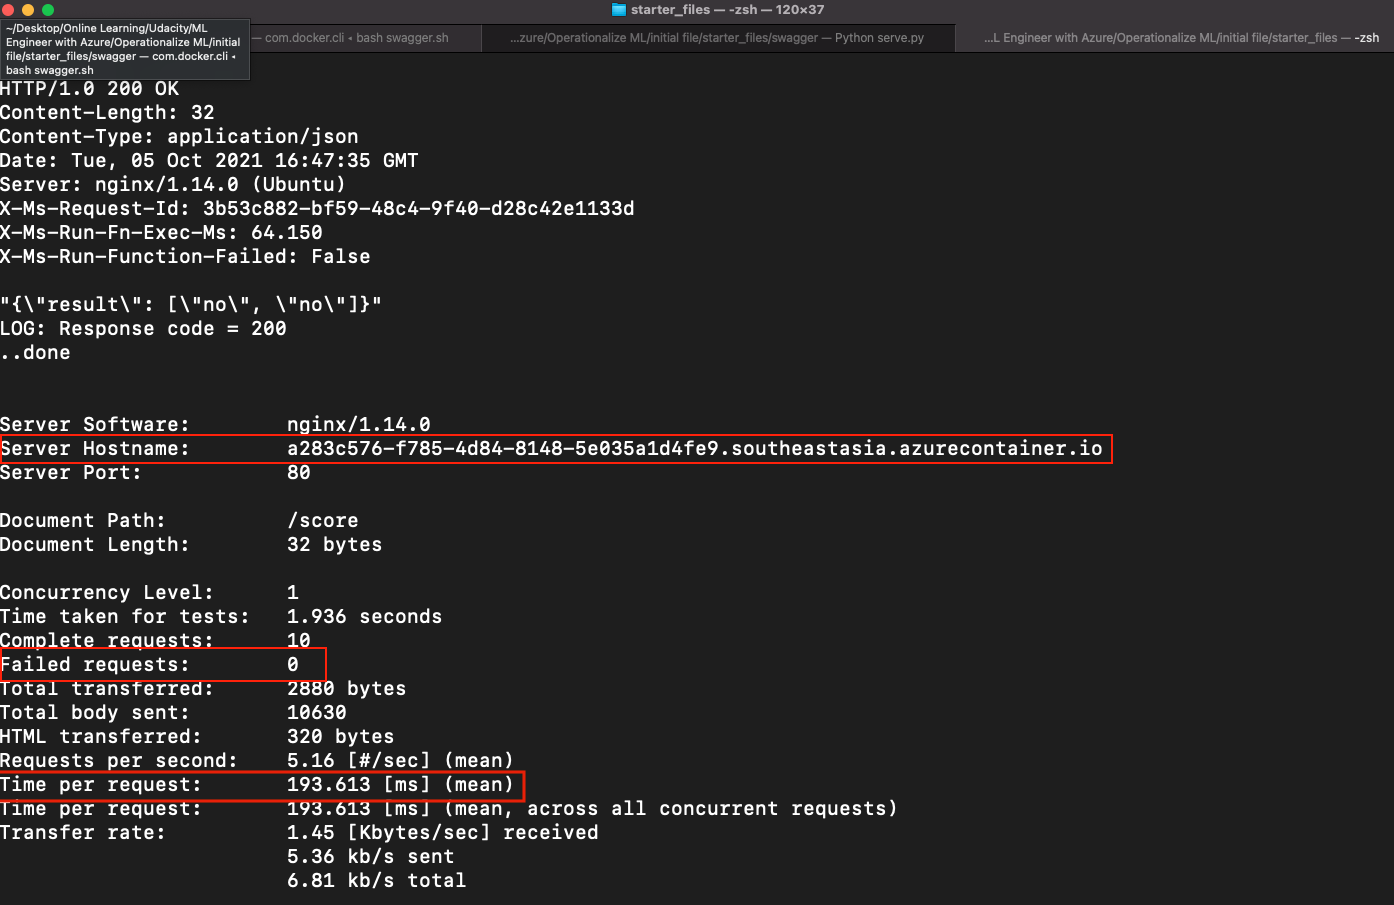 starter_files — -zsh — 120×37
~/Desktop/Online Learning/Udacity/ML
Engineer with Azure/Operationalize ML/initial
file/starter_files/swagger — com.docker.cli ◂
bash swagger.sh
— com.docker.cli ◂ bash swagger.sh
...zure/Operationalize ML/initial file/starter_files/swagger — Python serve.py
...L Engineer with Azure/Operationalize ML/initial file/starter_files — -zsh
HTTP/1.0 200 OK
Content-Length: 32
Content-Type: application/json
Date: Tue, 05 Oct 2021 16:47:35 GMT
Server: nginx/1.14.0 (Ubuntu)
X-Ms-Request-Id: 3b53c882-bf59-48c4-9f40-d28c42e1133d
X-Ms-Run-Fn-Exec-Ms: 64.150
X-Ms-Run-Function-Failed: False
"{\"result\": [\"no\", \"no\"]}"
LOG: Response code = 200
..done
Server Software: nginx/1.14.0
Server Hostname: a283c576-f785-4d84-8148-5e035a1d4fe9.southeastasia.azurecontainer.io
Server Port: 80
Document Path: /score
Document Length: 32 bytes
Concurrency Level: 1
Time taken for tests: 1.936 seconds
Complete requests: 10
Failed requests: 0
Total transferred: 2880 bytes
Total body sent: 10630
HTML transferred: 320 bytes
Requests per second: 5.16 [#/sec] (mean)
Time per request: 193.613 [ms] (mean)
Time per request: 193.613 [ms] (mean, across all concurrent requests)
Transfer rate: 1.45 [Kbytes/sec] received
5.36 kb/s sent
6.81 kb/s total